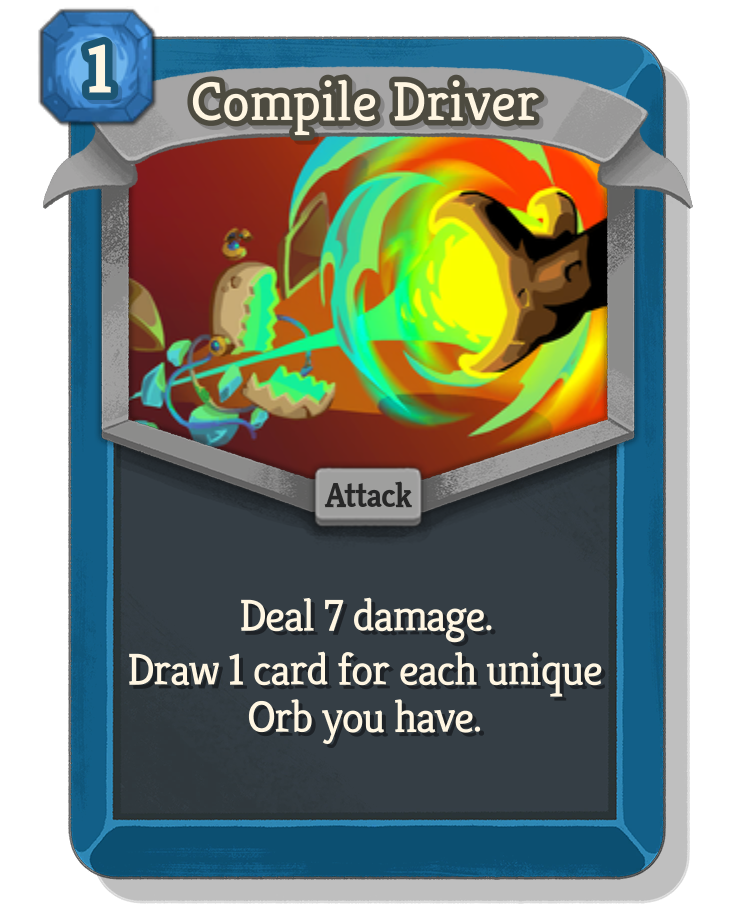 1
Compile Driver
Attack
Deal 7 damage.
Draw 1 card for each unique
Orb you have.